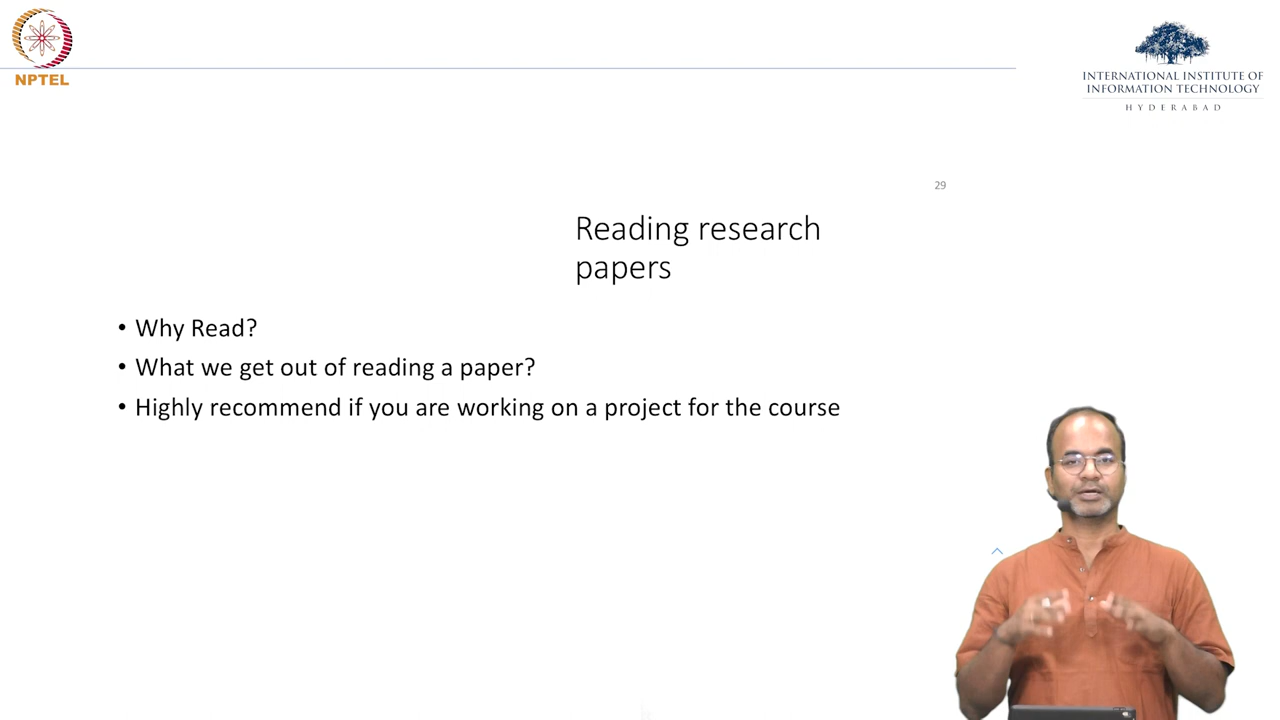 NPTEL
INTERNATIONAL INSTITUTE OF
INFORMATION TECHNOLOGY
HYDERABAD
29
Reading research
papers
• Why Read?
• What we get out of reading a paper?
• Highly recommend if you are working on a project for the course